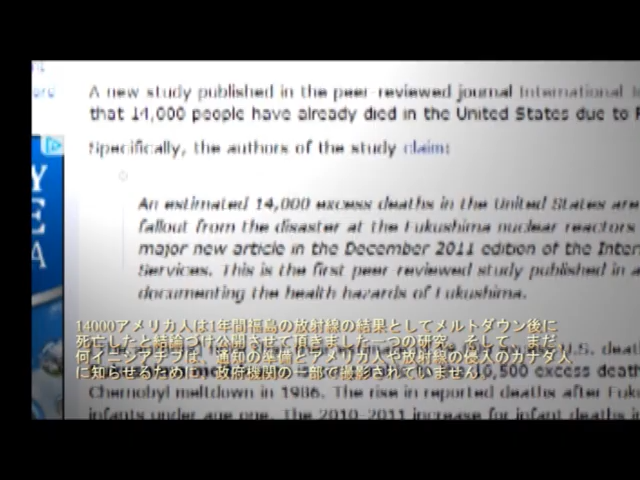 A new study published in the peer-reviewed journal International
that 14,000 people have already died in the United States due to
Specifically, the authors of the study claim:
An estimated 14,000 excess deaths in the United States are
fallout from the disaster at the Fukushima nuclear reactors
major new article in the December 2011 edition of the
Services. This is the first peer reviewed study published in a
documenting the health hazards of Fukushima.
14000アメリカ人は1年間福島の放射線の結果としてメルトダウン後に
死亡したと結論づけ公開させて頂きました一つの研究。そして、まだ
何イニシアチブは、通知の準備とアメリカ人や放射線の侵入のカナダ人
に知らせるために、政府機関の一部で撮影されていません。
U.S.
excess
Chernobyl meltdown in 1986. The rise in reported deaths after
infants under age one. The 2010-2011 increase for infant deaths